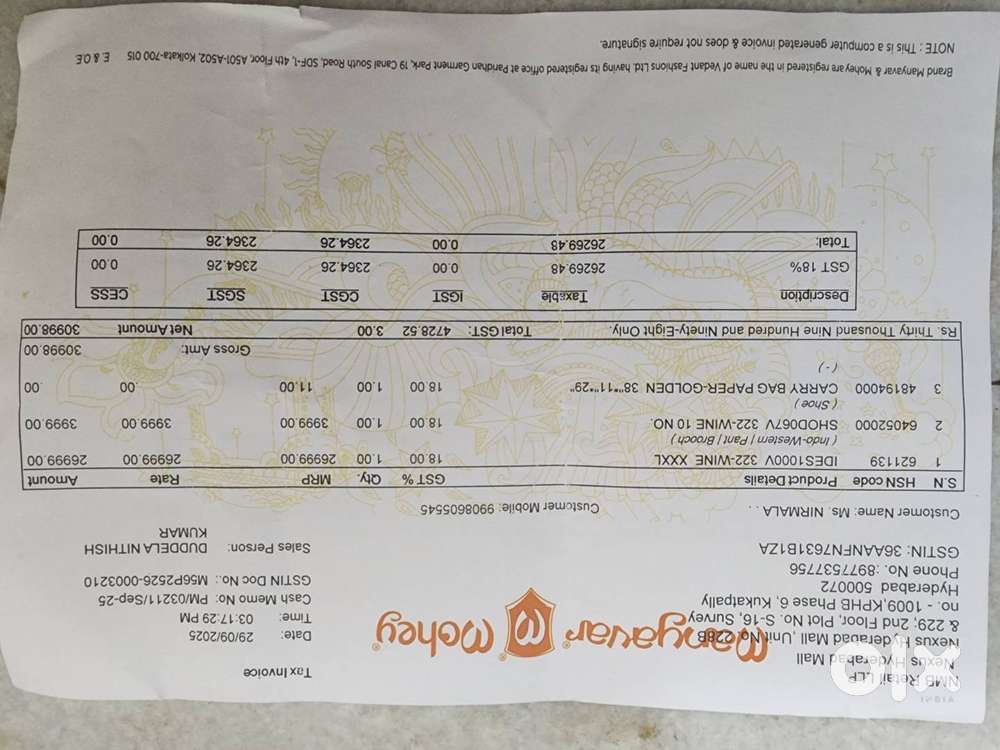 Tax Invoice
NMB Retail LLP
Nexus Hyderabad Mall
Nexus Hyderabad Mall, Unit No. 228B
& 229; 2nd Floor, Plot No. S-16, Survey
no. - 1009,KPHB Phase 6, Kukatpally
Hyderabad 500072
Phone No. :8977537756
GSTIN: 36AANFN7631B1ZA
Manyavar® Mohey®
Date: 29/09/2025
Time: 03:17:29 PM
Cash Memo No: PM/03211/Sep-25
GSTIN Doc No.: M56P2526-0003210
Sales Person: DUDDELA NITHISH
KUMAR
Customer Name: Ms. NIRMALA . . Customer Mobile: 9908605545
S.N HSN code Product Details GST % Qty. MRP Rate Amount
1 621139 IDES1000V 322-WINE XXXL 18.00 1.00 26999.00 26999.00 26999.00
( Indo-Western / Pant / Brooch )
2 64052000 SHOD067V 322-WINE 10 NO. 18.00 1.00 3999.00 3999.00 3999.00
( Shoe )
3 48194000 CARRY BAG PAPER-GOLDEN 38"*11"*29" 18.00 1.00 11.00 .00 .00
( - )
Gross Amt: 30998.00
Rs. Thirty Thousand Nine Hundred and Ninety-Eight Only. Total GST: 4728.52 3.00 Net Amount 30998.00
Description Taxable IGST CGST SGST CESS
GST 18% 26269.48 0.00 2364.26 2364.26 0.00
Total: 26269.48 0.00 2364.26 2364.26 0.00
Brand Manyavar & Mohey are registered in the name of Vedant Fashions Ltd. having its registered office at Paridhan Garment Park, 19, Canal South Road, SDF-1, 4th Floor, A501-A502, Kolkata-700 015 E. & O.E
NOTE : This is a computer generated invoice & does not require signature.
olx